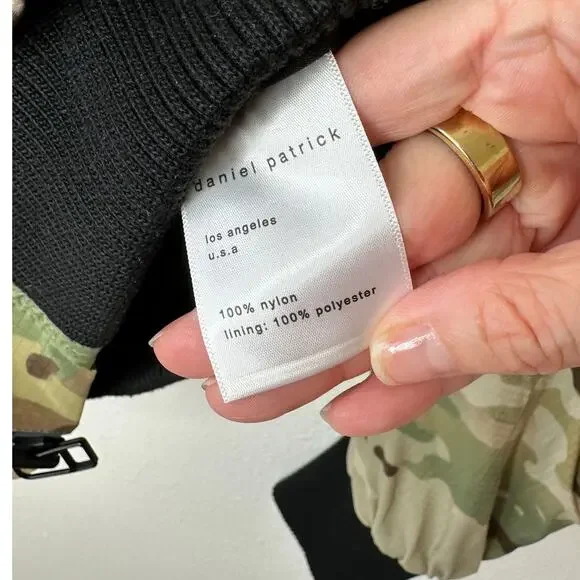 daniel patrick
los angeles
u.s.a
100% nylon
lining: 100% polyester